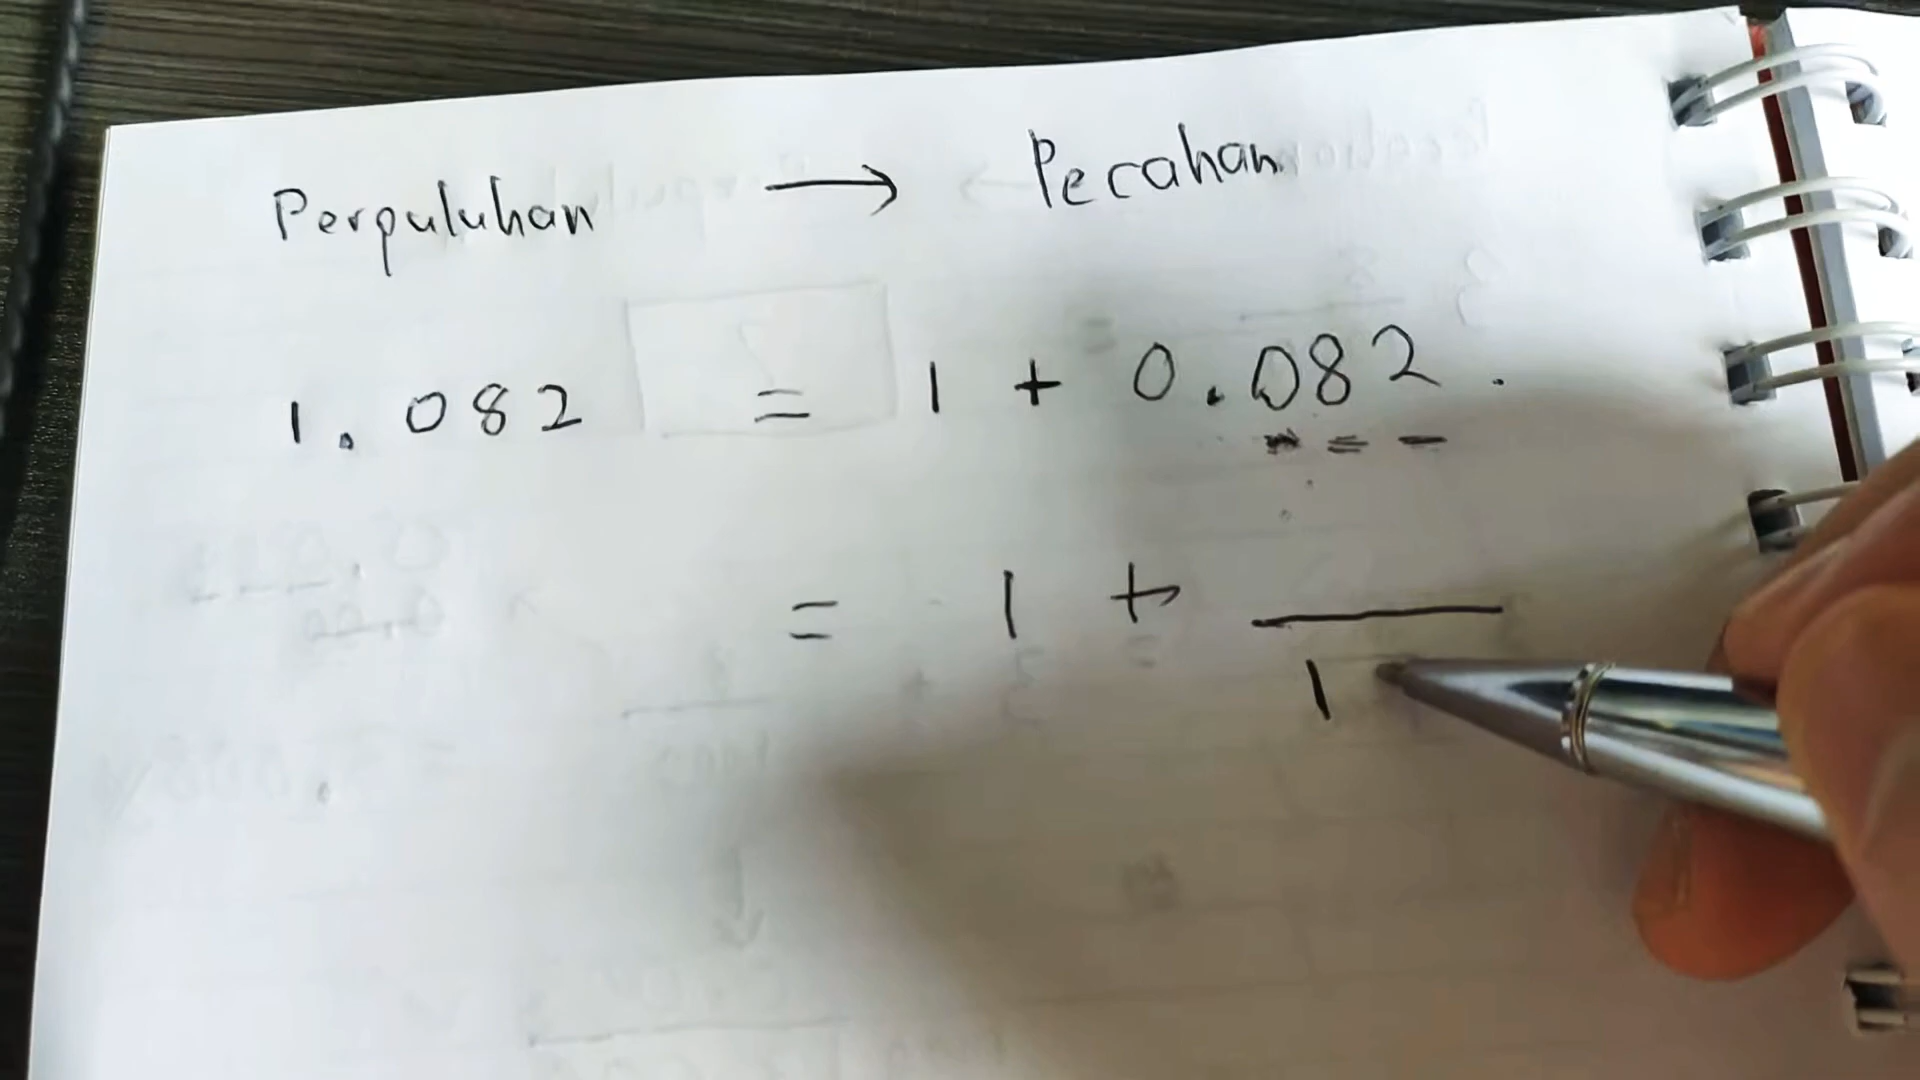 Perpuluhan → Pecahan
1.082 = 1 + 0.082.
= 1 + —
1